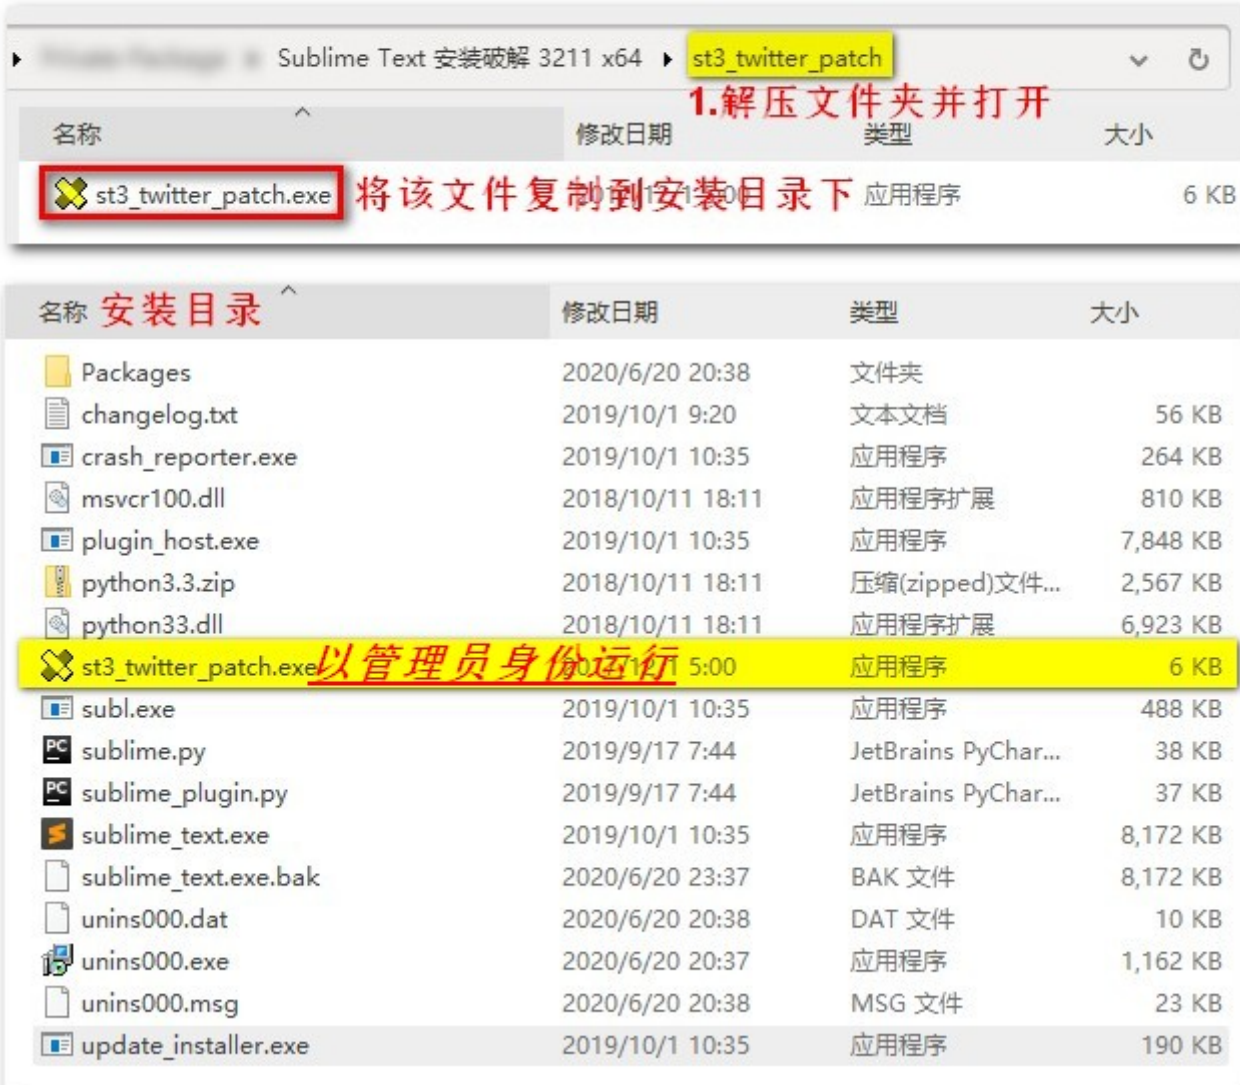 Sublime Text 安装破解 3211 x64 st3_twitter_patch
1.解压文件夹并打开
名称 修改日期 类型 大小
st3_twitter_patch.exe 将该文件复制到安装目录下 应用程序 6 KB
名称 安装目录 修改日期 类型 大小
Packages 2020/6/20 20:38 文件夹
changelog.txt 2019/10/1 9:20 文本文档 56 KB
crash_reporter.exe 2019/10/1 10:35 应用程序 264 KB
msvcr100.dll 2018/10/11 18:11 应用程序扩展 810 KB
plugin_host.exe 2019/10/1 10:35 应用程序 7,848 KB
python3.3.zip 2018/10/11 18:11 压缩(zipped)文件... 2,567 KB
python33.dll 2018/10/11 18:11 应用程序扩展 6,923 KB
st3_twitter_patch.exe 以管理员身份运行 5:00 应用程序 6 KB
subl.exe 2019/10/1 10:35 应用程序 488 KB
sublime.py 2019/9/17 7:44 JetBrains PyChar... 38 KB
sublime_plugin.py 2019/9/17 7:44 JetBrains PyChar... 37 KB
sublime_text.exe 2019/10/1 10:35 应用程序 8,172 KB
sublime_text.exe.bak 2020/6/20 23:37 BAK 文件 8,172 KB
unins000.dat 2020/6/20 20:38 DAT 文件 10 KB
unins000.exe 2020/6/20 20:37 应用程序 1,162 KB
unins000.msg 2020/6/20 20:38 MSG 文件 23 KB
update_installer.exe 2019/10/1 10:35 应用程序 190 KB